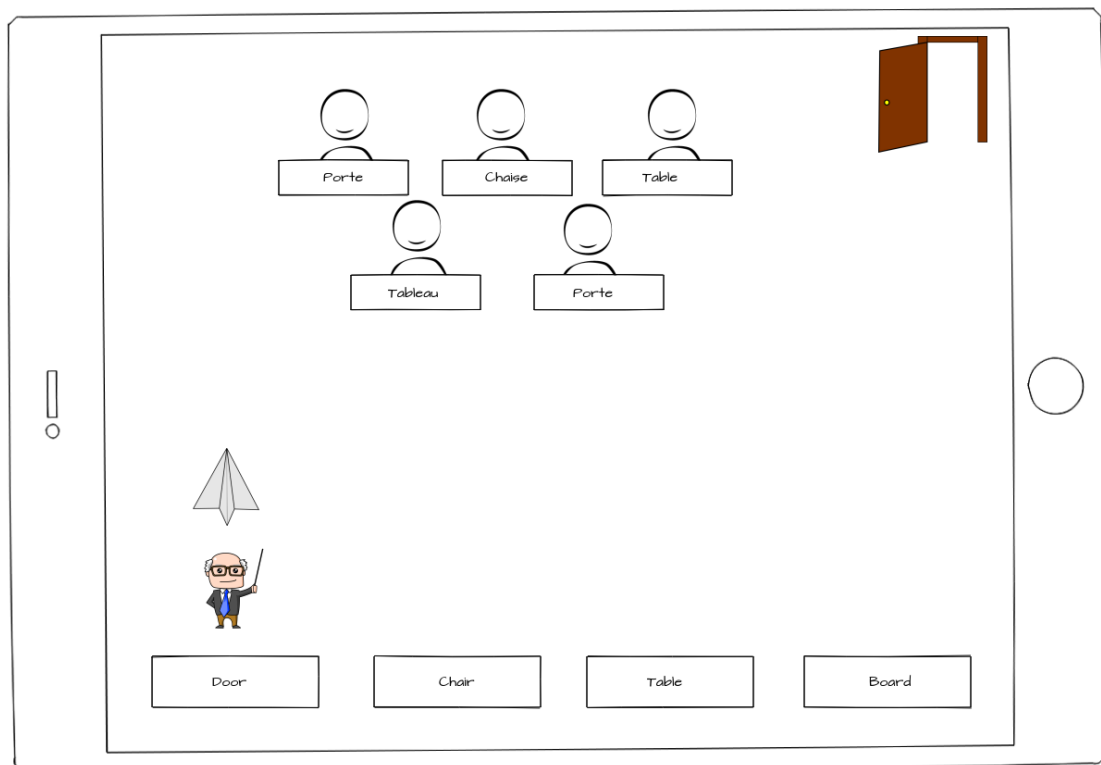 Porte
Chaise
Table
Tableau
Porte
Door
Chair
Table
Board